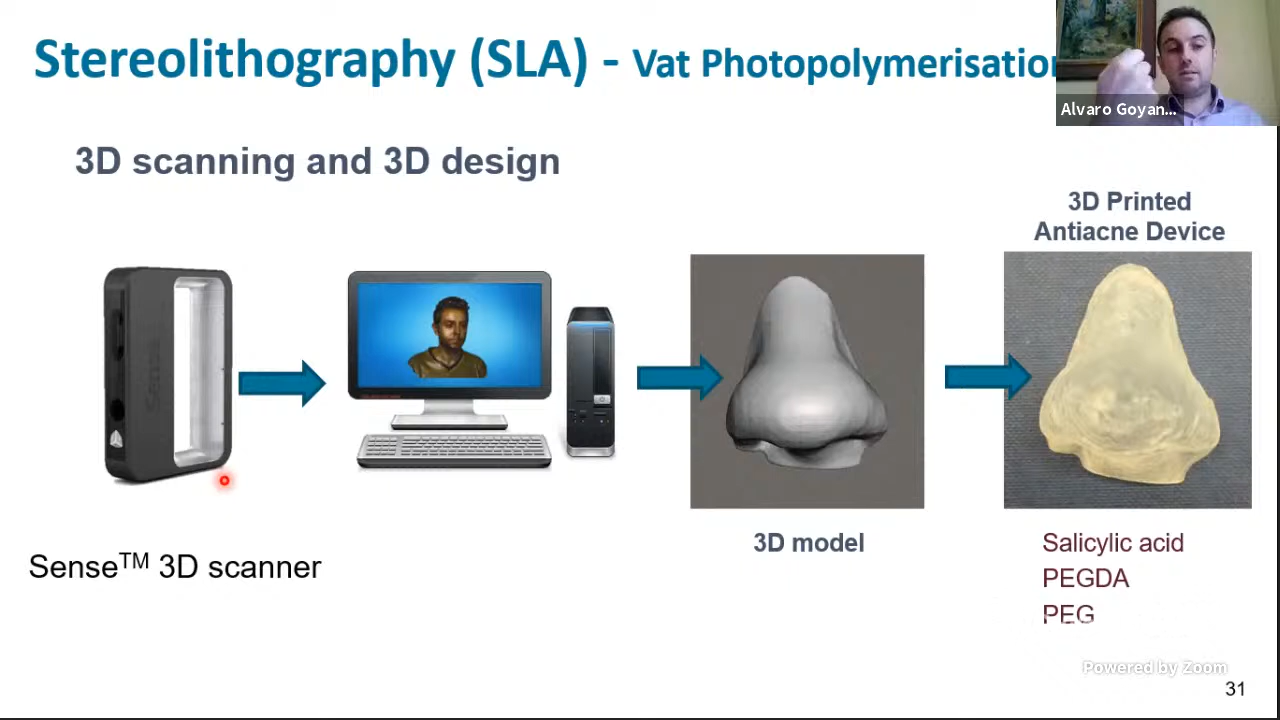 Stereolithography (SLA) - Vat Photopolymerisation
Alvaro Goyan...
3D scanning and 3D design
3D Printed
Antiacne Device
Sense™ 3D scanner
3D model
Salicylic acid
PEGDA
PEG
Powered by Zoom
31